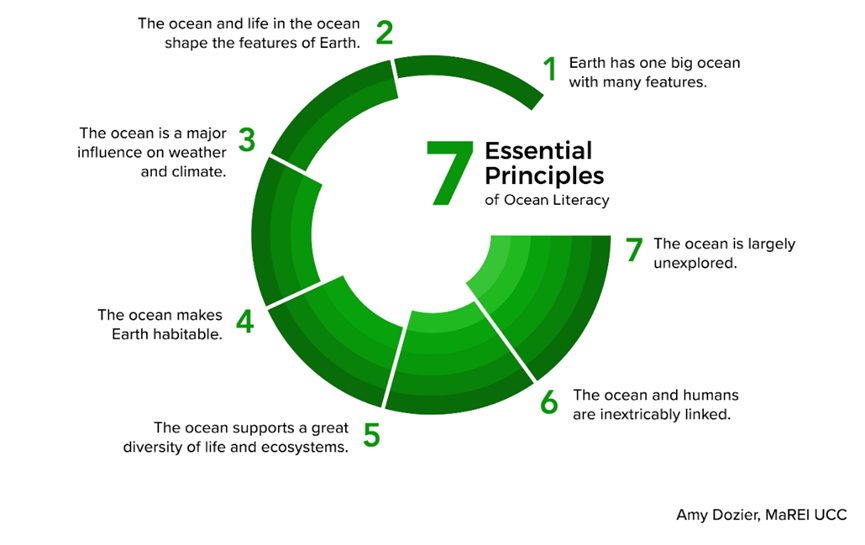 7
Essential
Principles
of Ocean Literacy
1
Earth has one big ocean
with many features.
2
The ocean and life in the ocean
shape the features of Earth.
3
The ocean is a major
influence on weather
and climate.
4
The ocean makes
Earth habitable.
5
The ocean supports a great
diversity of life and ecosystems.
6
The ocean and humans
are inextricably linked.
7
The ocean is largely
unexplored.
Amy Dozier, MaREI UCC